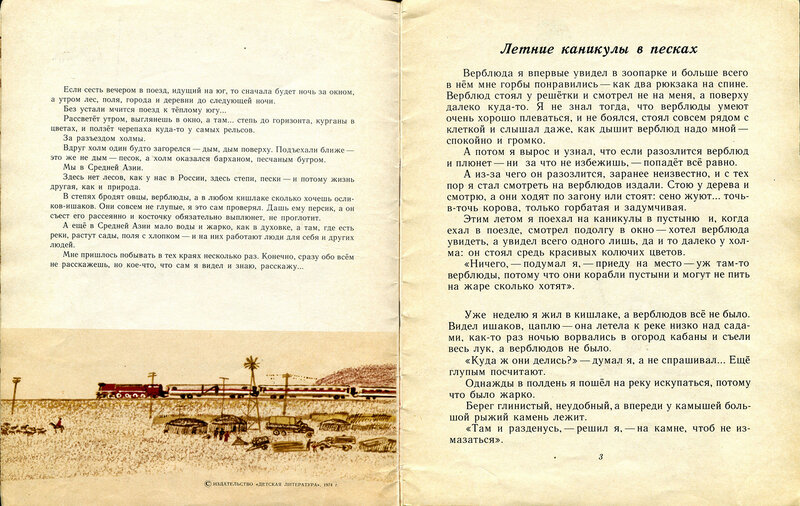 Если сесть вечером в поезд, идущий на юг, то сначала будет ночь за окном,
а утром лес, поля, города и деревни до следующей ночи.
Без устали мчится поезд к тёплому югу...
Рассветёт утро, выглянешь в окно, а там... степь до горизонта, курганы в
цветах, и ползёт черепаха куда-то у самых рельсов.
За разъездом холмы.
Вдруг холм один будто загорелся — дым, дым поверху. Подъехали ближе —
это же не дым — песок, а холм оказался барханом, песчаным бугром.
Мы в Средней Азии.
Здесь нет лесов, как у нас в России, здесь степи, пески — и потому жизнь
другая, как и природа.
В степях бродят овцы, верблюды, а в любом кишлаке сколько хочешь осли-
ков-ишаков. Они совсем не глупые, я это сам проверял. Дашь ему персик, а он
съест его рассеянно и косточку обязательно выплюнет, не проглотит.
А ещё в Средней Азии мало воды и жарко, как в духовке, а там, где есть
реки, растут сады, поля с хлопком — и на них работают люди для себя и других
людей.
Мне пришлось побывать в тех краях несколько раз. Конечно, сразу обо всём
не расскажешь, но кое-что, что сам я видел и знаю, расскажу...
© ИЗДАТЕЛЬСТВО «ДЕТСКАЯ ЛИТЕРАТУРА», 1974 г.
Летние каникулы в песках
Верблюда я впервые увидел в зоопарке и больше всего
в нём мне горбы понравились — как два рюкзака на спине.
Верблюд стоял у решётки и смотрел не на меня, а поверху
далеко куда-то. Я не знал тогда, что верблюды умеют
очень хорошо плеваться, и не боялся, стоял совсем рядом с
клеткой и слышал даже, как дышит верблюд надо мной —
спокойно и громко.
А потом я вырос и узнал, что если разозлится верблюд
и плюнет — ни за что не избежишь, — попадёт всё равно.
А из-за чего он разозлится, заранее неизвестно, и с тех
пор я стал смотреть на верблюдов издали. Стою у дерева и
смотрю, а они ходят по загону или стоят: сено жуют... точь-
в-точь корова, только горбатая и задумчивая.
Этим летом я поехал на каникулы в пустыню и, когда
ехал в поезде, смотрел подолгу в окно — хотел верблюда
увидеть, а увидел всего одного лишь, да и то далеко у хол-
ма: он стоял средь красивых колючих цветов.
«Ничего, — подумал я, — приеду на место — уж там-то
верблюды, потому что они корабли пустыни и могут не пить
на жаре сколько хотят».
Уже неделю я жил в кишлаке, а верблюдов всё не было.
Видел ишаков, цаплю — она летела к реке низко над сада-
ми, как-то раз ночью ворвались в огород кабаны и съели
весь лук, а верблюдов не было.
«Куда ж они делись?» — думал я, а не спрашивал... Ещё
глупым посчитают.
Однажды в полдень я пошёл на реку искупаться, потому
что было жарко.
Берег глинистый, неудобный, а впереди у камышей боль-
шой рыжий камень лежит.
«Там и разденусь, — решил я, — на камне, чтоб не из-
мазаться».
3